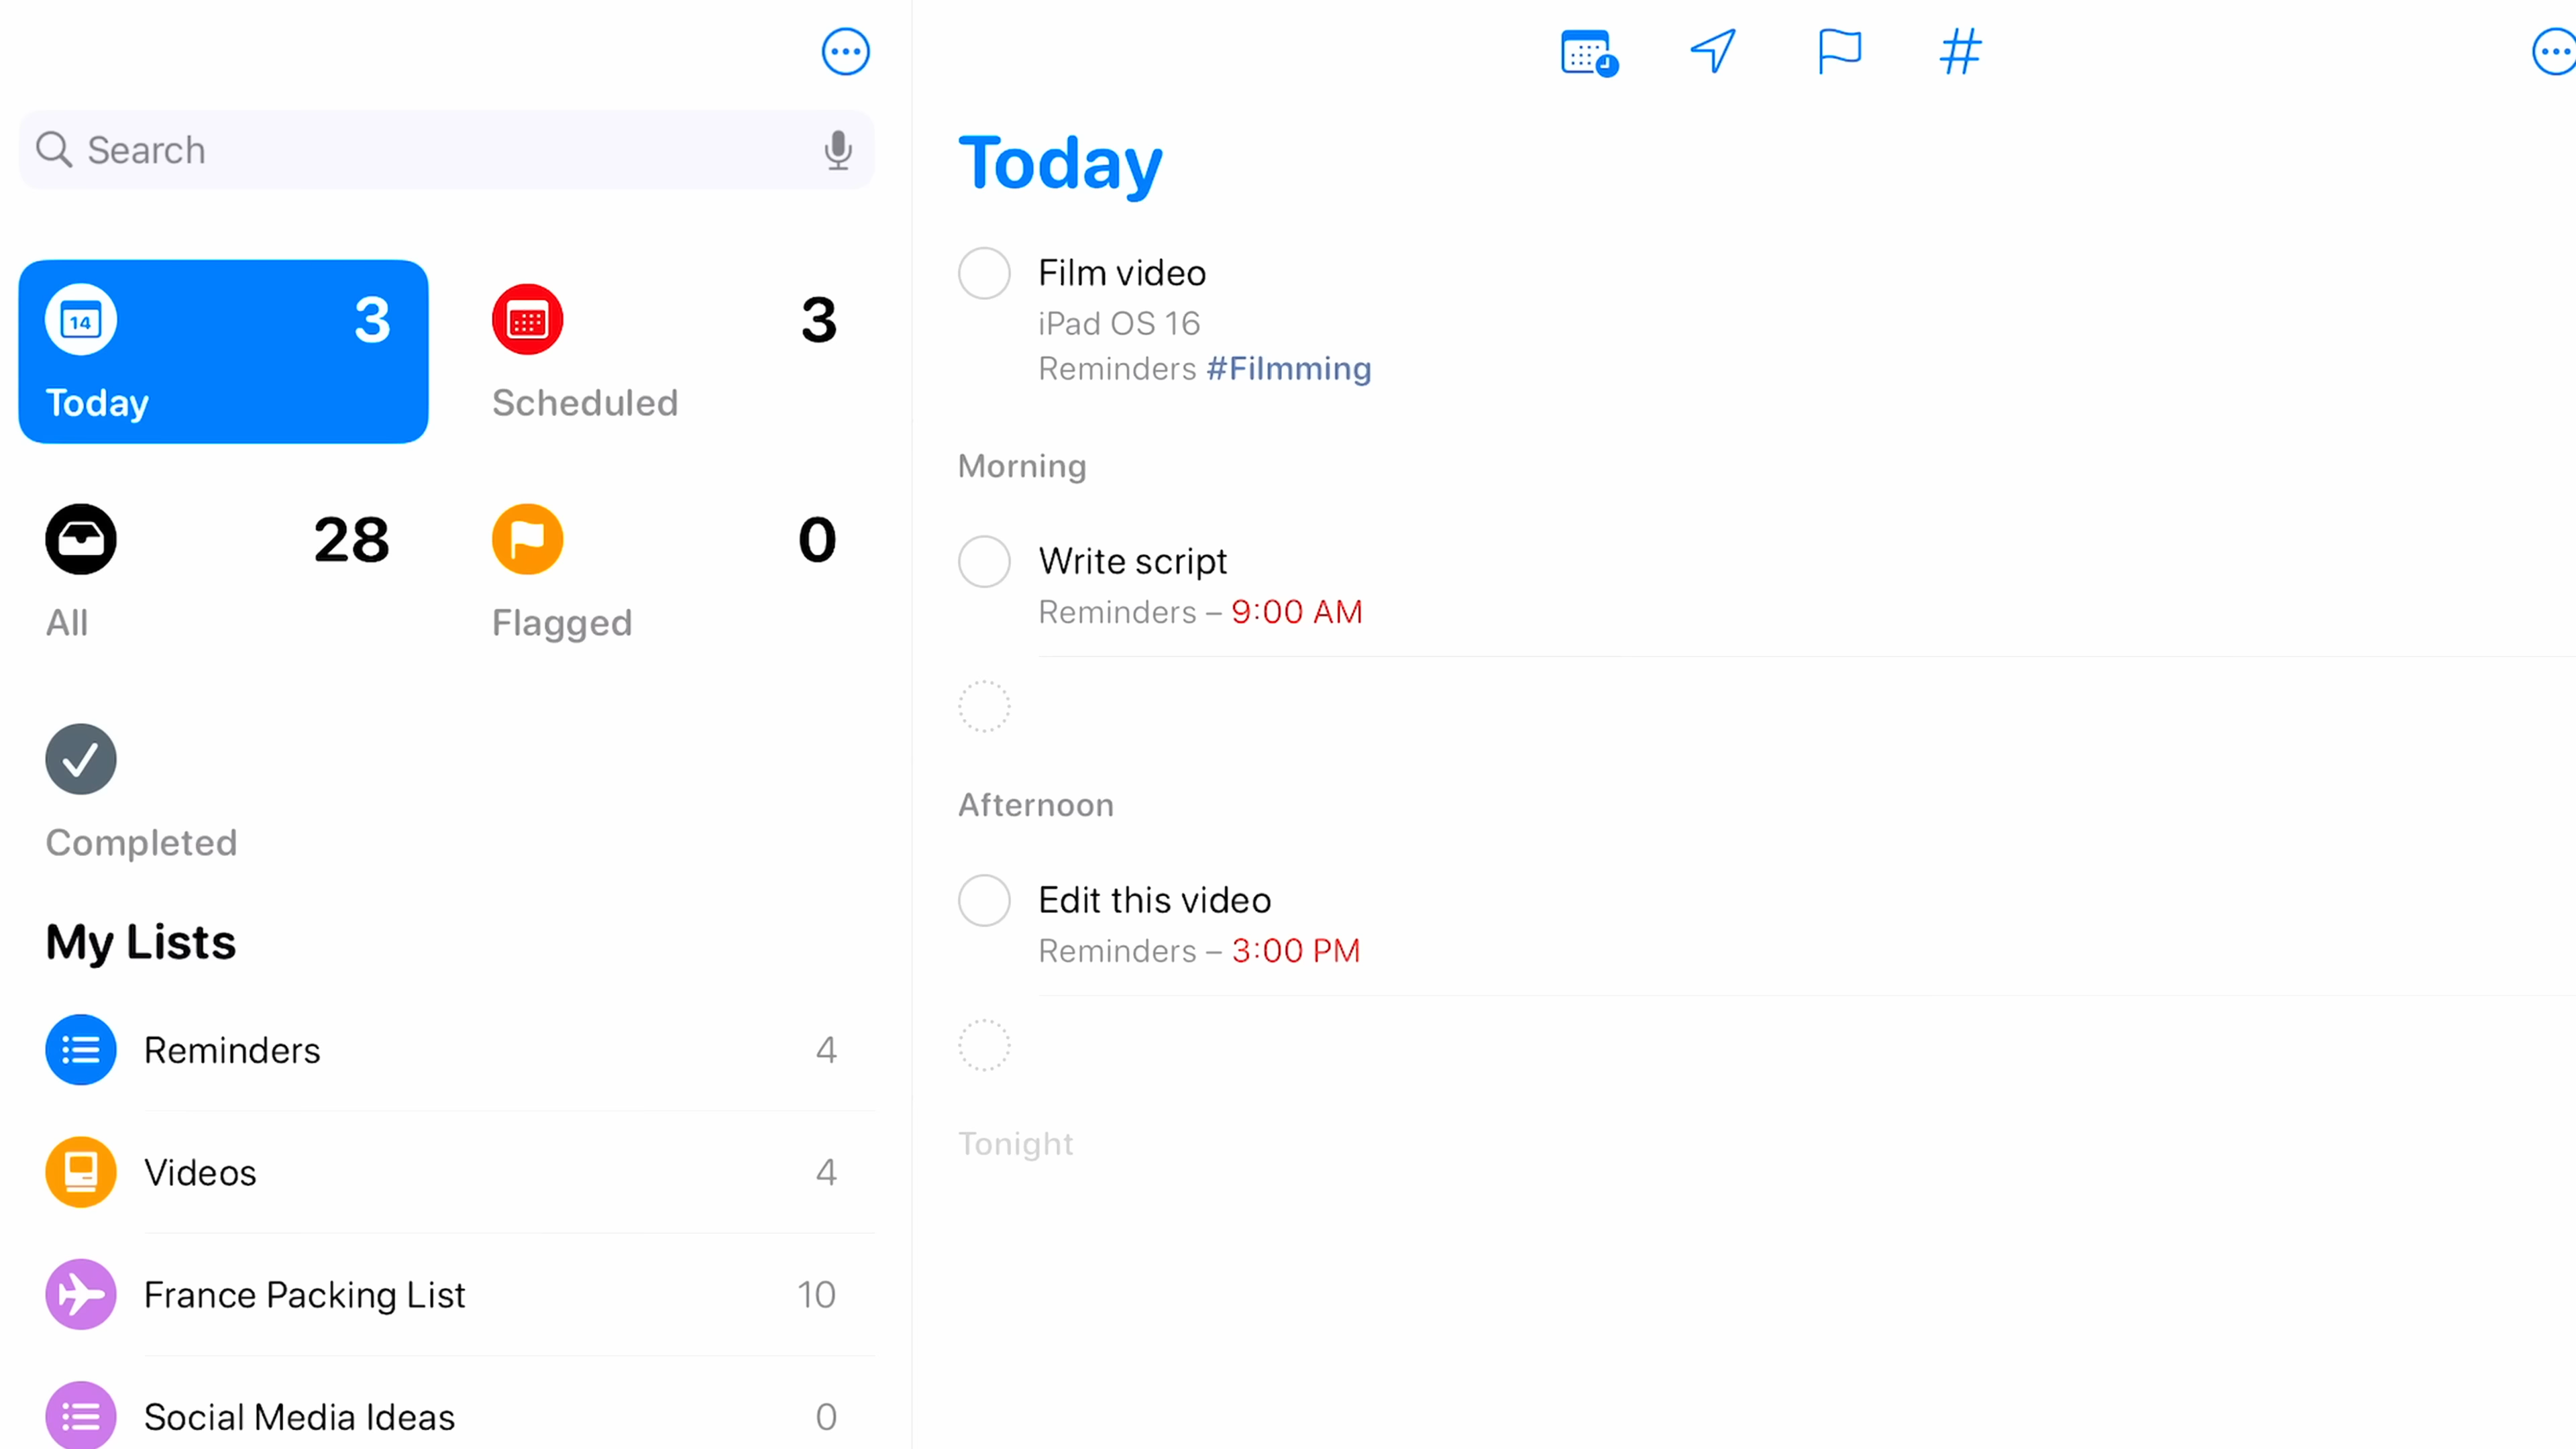 Search
14
3
Today
3
Scheduled
28
All
0
Flagged
Completed
My Lists
Reminders 4
Videos 4
France Packing List 10
Social Media Ideas 0
#
Today
Film video
iPad OS 16
Reminders #Filmming
Morning
Write script
Reminders – 9:00 AM
Afternoon
Edit this video
Reminders – 3:00 PM
Tonight